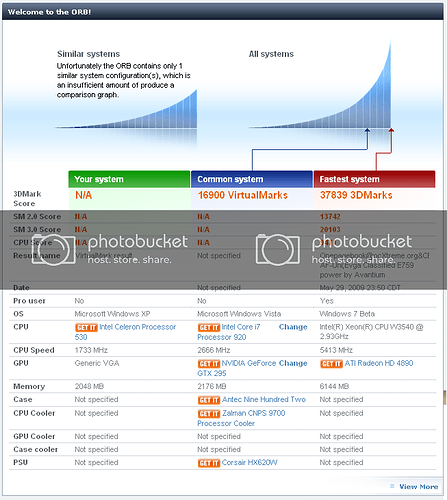 Welcome to the ORB!
Similar systems
Unfortunately the ORB contains only 1
similar system configuration(s), which is
an insufficient amount of produce a
comparison graph.
All systems
Your system Common system Fastest system
3DMark Score N/A 16900 VirtualMarks 37839 3DMarks
SM 2.0 Score N/A N/A 13742
SM 3.0 Score N/A N/A 20103
CPU Score N/A N/A
Result name VirtualMark result Not specified
power by Avantium
Date Not specified May 29, 2009 23:50 CDT
Pro user No No Yes
OS Microsoft Windows XP Microsoft Windows Vista Windows 7 Beta
CPU GET IT Intel Celeron Processor 530 GET IT Intel Core i7 Processor 920 Change Intel(R) Xeon(R) CPU W3540 @ 2.93GHz
CPU Speed 1733 MHz 2666 MHz 5413 MHz
GPU Generic VGA GET IT NVIDIA GeForce GTX 295 Change GET IT ATI Radeon HD 4890
Memory 2048 MB 2176 MB 6144 MB
Case Not specified GET IT Antec Nine Hundred Two Not specified
CPU Cooler Not specified GET IT Zalman CNPS 9700 Processor Cooler Not specified
GPU Cooler Not specified Not specified Not specified
Case cooler Not specified Not specified Not specified
PSU Not specified GET IT Corsair HX620W Not specified
View More
photobucket
host. store. share.
photobucket
host. store. share.